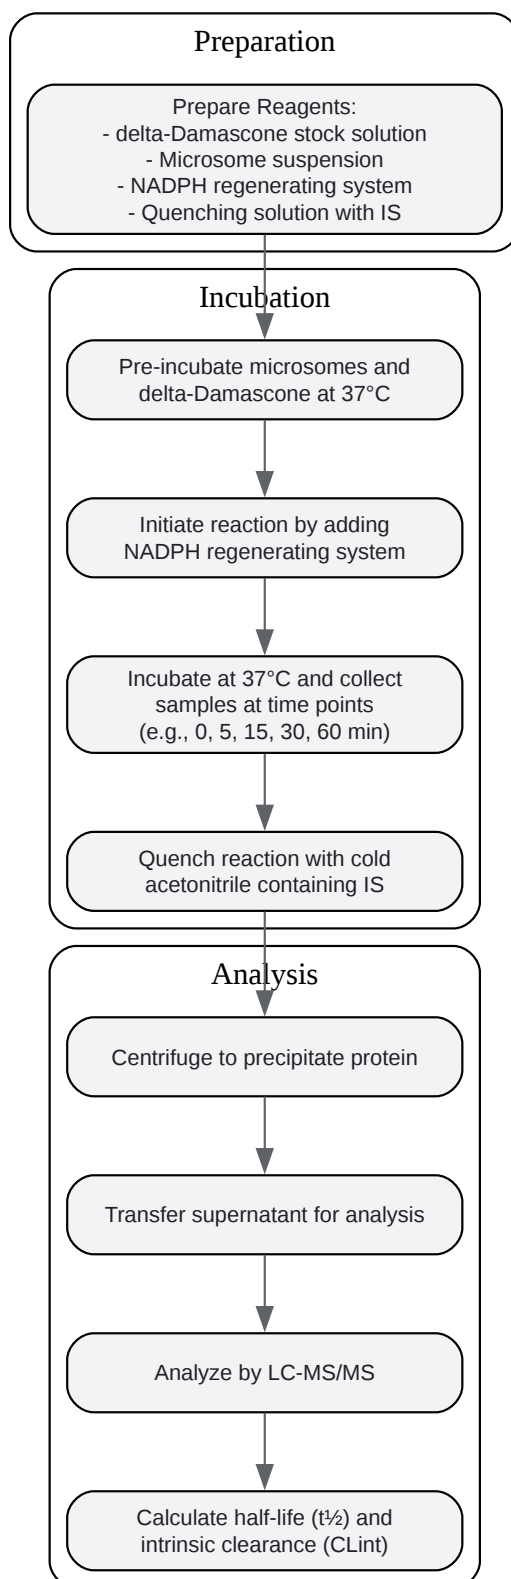 Preparation
Prepare Reagents:
- delta-Damascone stock solution
- Microsome suspension
- NADPH regenerating system
- Quenching solution with IS
Incubation
Pre-incubate microsomes and
delta-Damascone at 37°C
Initiate reaction by adding
NADPH regenerating system
Incubate at 37°C and collect
samples at time points
(e.g., 0, 5, 15, 30, 60 min)
Quench reaction with cold
acetonitrile containing IS
Analysis
Centrifuge to precipitate protein
Transfer supernatant for analysis
Analyze by LC-MS/MS
Calculate half-life (t½) and
intrinsic clearance (CLint)